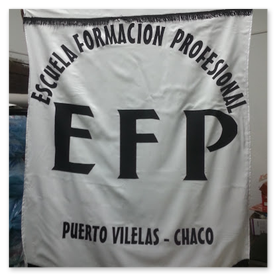 ESCUELA FORMACION PROFESIONAL
EFP
PUERTO VILELAS - CHACO